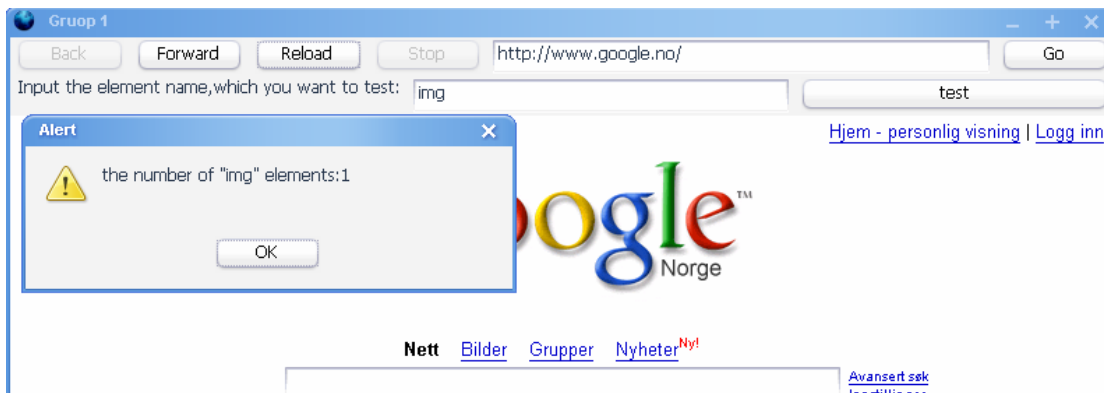 Gruop 1
Back Forward Reload Stop http://www.google.no/ Go
Input the element name,which you want to test: img test
Alert
Hjem - personlig visning | Logg inn
the number of "img" elements:1
oogle™
Norge
OK
Nett Bilder Grupper Nyheter Ny!
Avansert søk